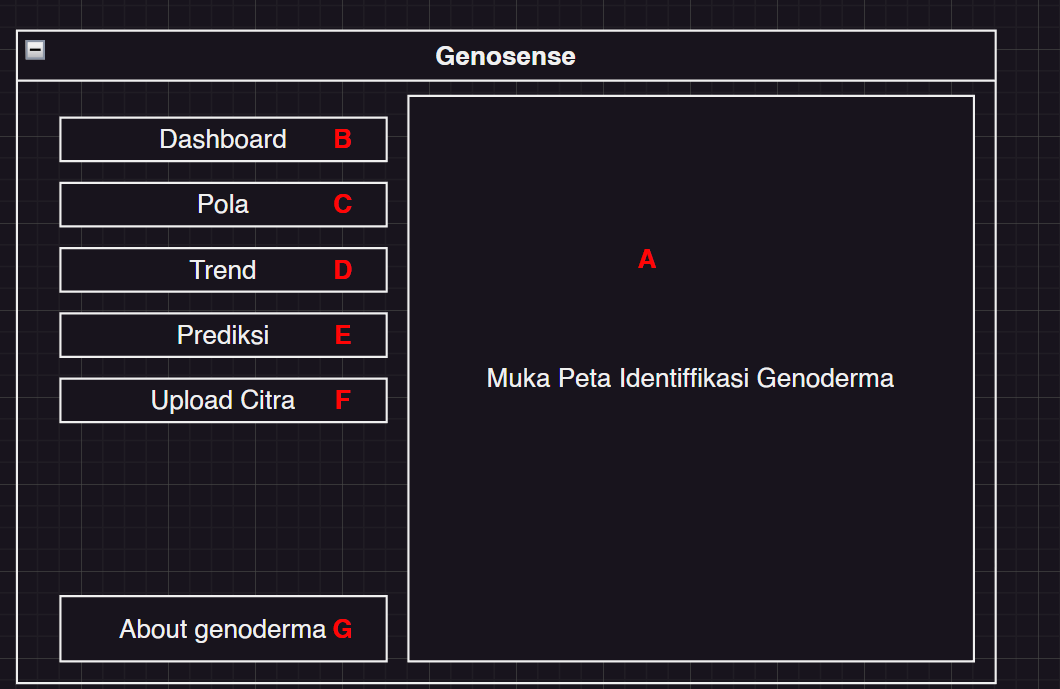 Genosense
Dashboard B
Pola C
Trend D
Prediksi E
Upload Citra F
About genoderma G
A
Muka Peta Identiffikasi Genoderma